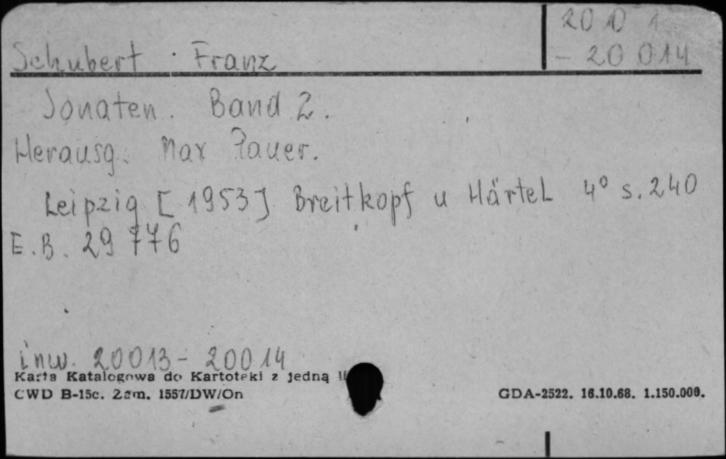 20 0 1
Schubert Franz - 20 014
Sonaten. Band 2.
Herausg. Max Pauer.
Leipzig [1953] Breitkopf u Härtel 4° s. 240
E.B. 29 776
inw. 20013 - 20014
Karta Katalogowa do Kartoteki z jedną
CWD B-15c. Zam. 1557/DW/On GDA-2522. 16.10.68. 1.150.000.